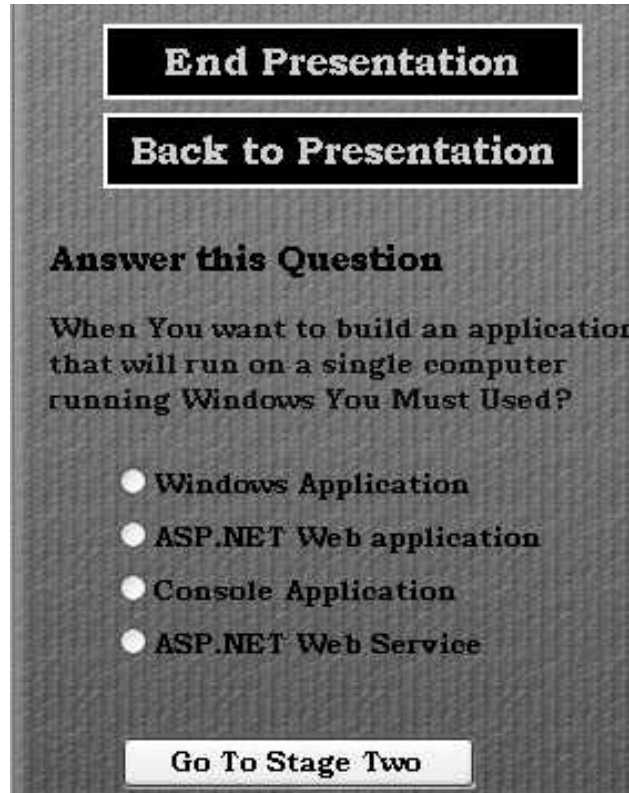 End Presentation
Back to Presentation
Answer this Question
When You want to build an application
that will run on a single computer
running Windows You Must Used?
Windows Application
ASP.NET Web application
Console Application
ASP.NET Web Service
Go To Stage Two